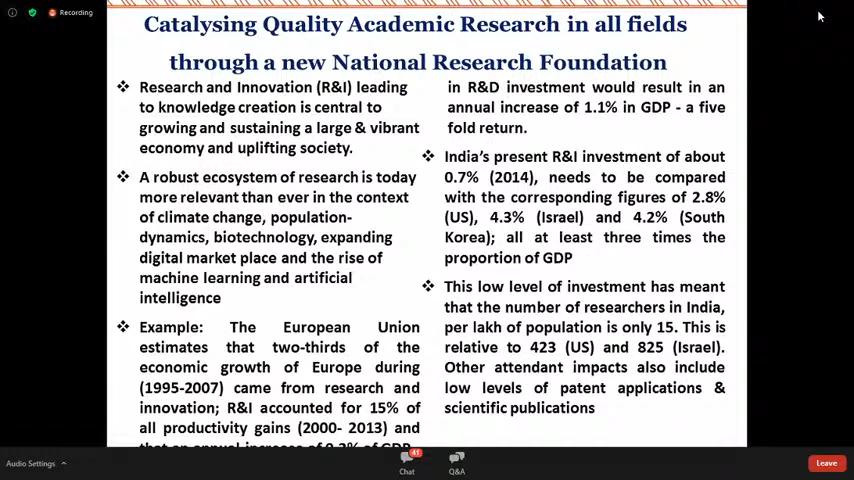 Recording
Catalysing Quality Academic Research in all fields
through a new National Research Foundation
❖ Research and Innovation (R&I) leading
to knowledge creation is central to
growing and sustaining a large & vibrant
economy and uplifting society.
❖ A robust ecosystem of research is today
more relevant than ever in the context
of climate change, population-
dynamics, biotechnology, expanding
digital market place and the rise of
machine learning and artificial
intelligence
❖ Example: The European Union
estimates that two-thirds of the
economic growth of Europe during
(1995-2007) came from research and
innovation; R&I accounted for 15% of
all productivity gains (2000- 2013) and
that an annual increase of 0.2% of GDP
in R&D investment would result in an
annual increase of 1.1% in GDP - a five
fold return.
❖ India's present R&I investment of about
0.7% (2014), needs to be compared
with the corresponding figures of 2.8%
(US), 4.3% (Israel) and 4.2% (South
Korea); all at least three times the
proportion of GDP
❖ This low level of investment has meant
that the number of researchers in India,
per lakh of population is only 15. This is
relative to 423 (US) and 825 (Israel).
Other attendant impacts also include
low levels of patent applications &
scientific publications
Audio Settings
41
Chat
Q&A
Leave